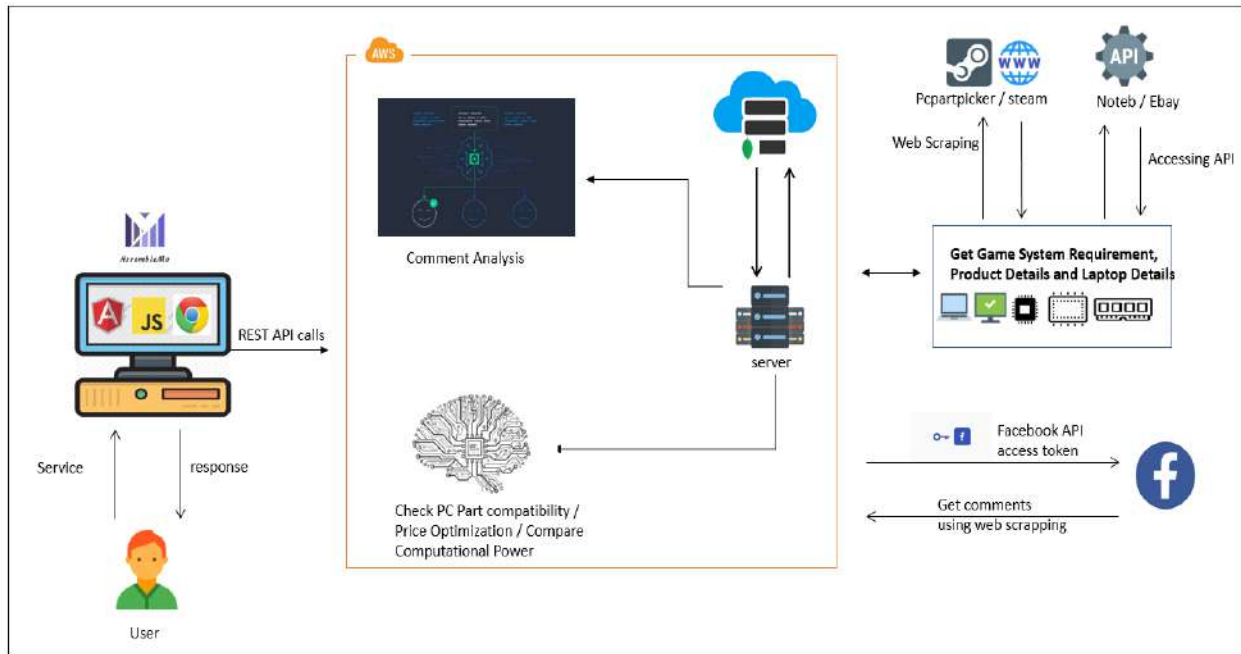 AWS
API
Pcpartpicker / steam
Noteb / Ebay
Web Scraping
Accessing API
Get Game System Requirement,
Product Details and Laptop Details
Comment Analysis
AssembleMe
JS
REST API calls
server
Service
response
User
Check PC Part compatibility /
Price Optimization / Compare
Computational Power
Facebook API
access token
Get comments
using web scrapping
WWW